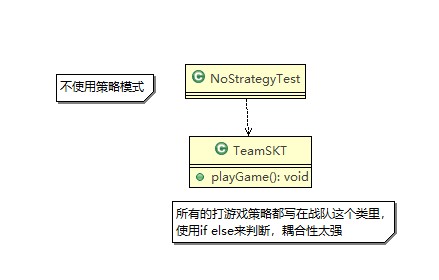 不使用策略模式
C NoStrategyTest
C TeamSKT
playGame(): void
所有的打游戏策略都写在战队这个类里，
使用if else来判断，耦合性太强